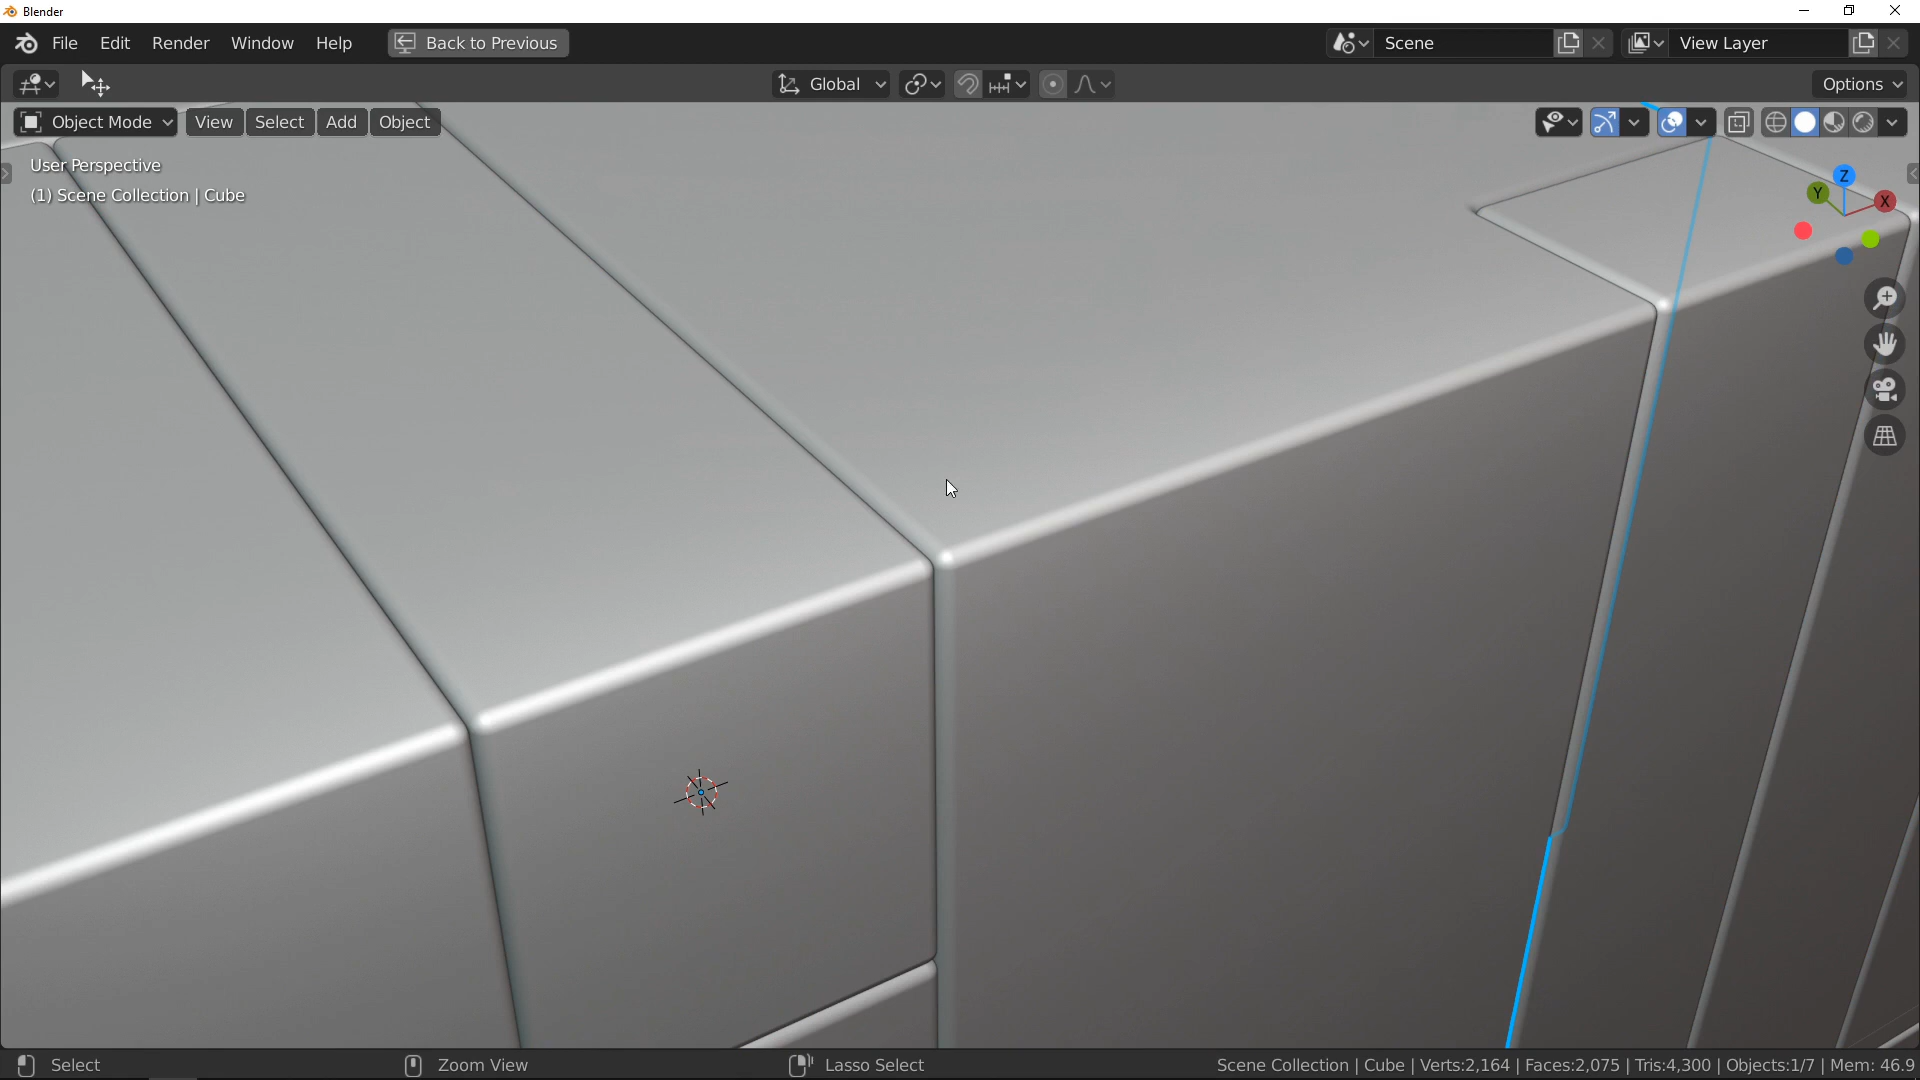 Blender
File Edit Render Window Help Back to Previous Scene View Layer
Global Options
Object Mode View Select Add Object
User Perspective
(1) Scene Collection | Cube
Z
Y
X
Select Zoom View Lasso Select Scene Collection | Cube | Verts:2,164 | Faces:2,075 | Tris:4,300 | Objects:1/7 | Mem: 46.9